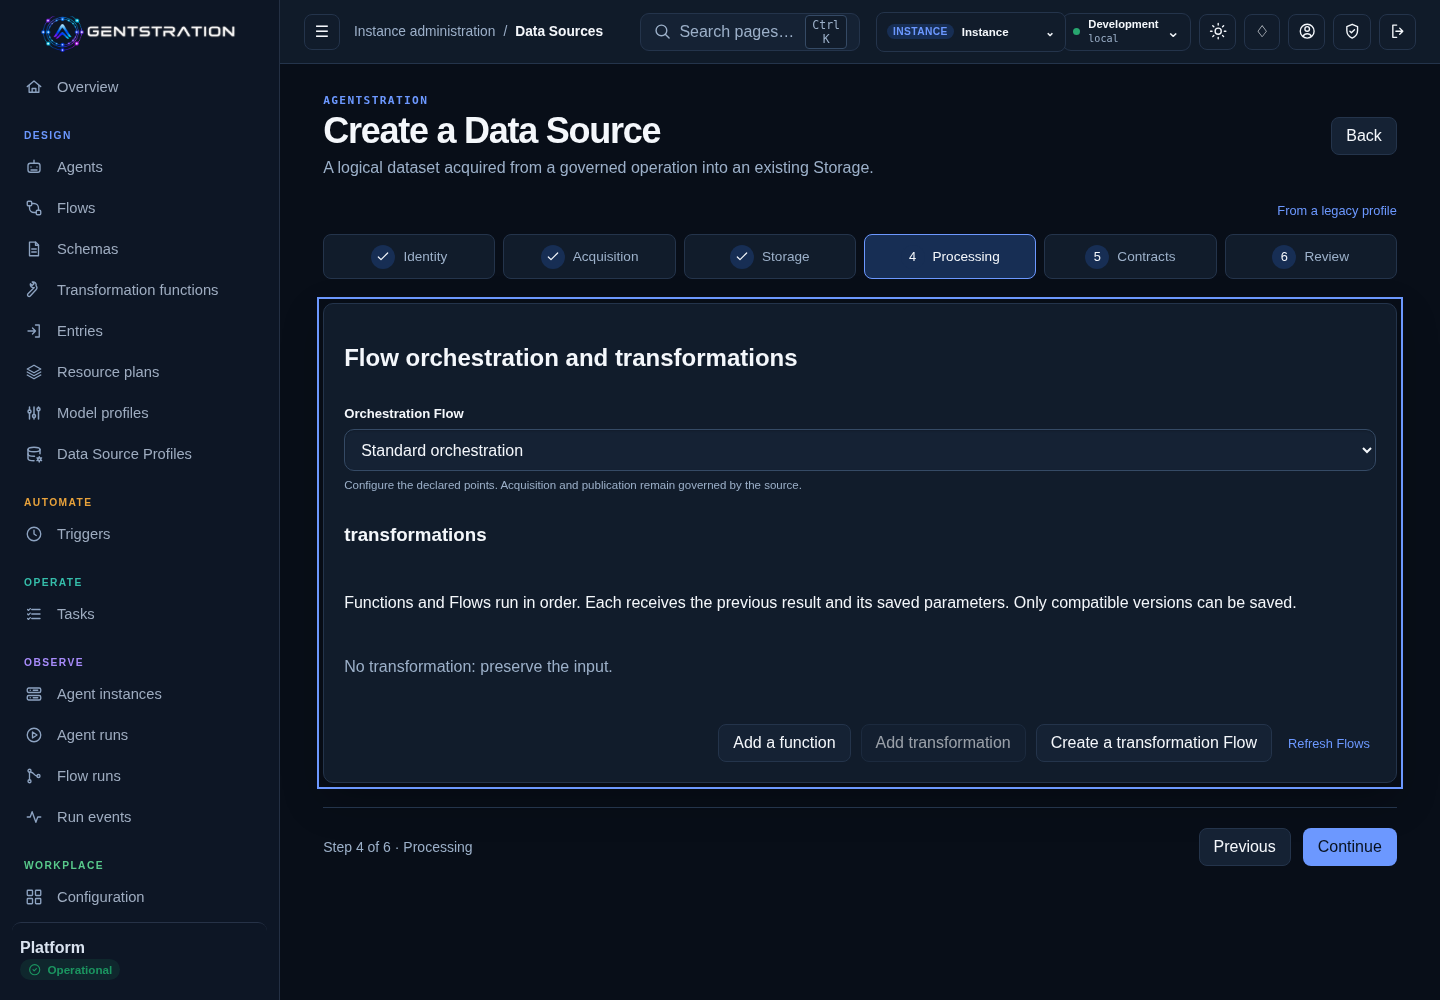 GENTSTRATION
Overview
DESIGN
Agents
Flows
Schemas
Transformation functions
Entries
Resource plans
Model profiles
Data Source Profiles
AUTOMATE
Triggers
OPERATE
Tasks
OBSERVE
Agent instances
Agent runs
Flow runs
Run events
WORKPLACE
Configuration
Platform
Operational
Instance administration / Data Sources
Search pages… Ctrl K
INSTANCE Instance
Development
local
AGENTSTRATION
Create a Data Source
A logical dataset acquired from a governed operation into an existing Storage.
Back
From a legacy profile
Identity
Acquisition
Storage
4 Processing
5 Contracts
6 Review
Flow orchestration and transformations
Orchestration Flow
Standard orchestration
Configure the declared points. Acquisition and publication remain governed by the source.
transformations
Functions and Flows run in order. Each receives the previous result and its saved parameters. Only compatible versions can be saved.
No transformation: preserve the input.
Add a function
Add transformation
Create a transformation Flow
Refresh Flows
Step 4 of 6 · Processing
Previous
Continue